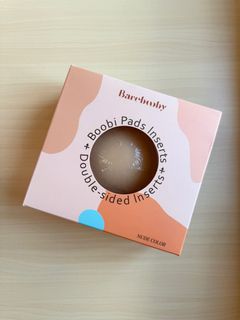 Barebooby
+ Boobi Pads Inserts +
Double-sided Inserts
NUDE COLOR